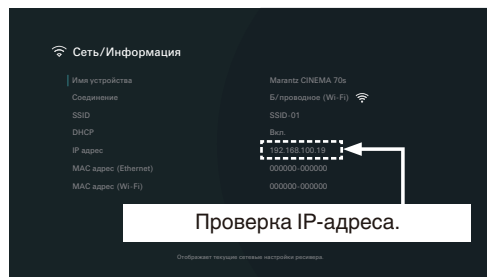 Сеть/Информация
Имя устройства Marantz CINEMA 70s
Соединение Б/проводное (Wi-Fi)
SSID SSID-01
DHCP Вкл.
IP адрес 192.168.100.19
MAC адрес (Ethernet) 000000-000000
MAC адрес (Wi-Fi) 000000-000000
Проверка IP-адреса.
Отображает текущие сетевые настройки ресивера.